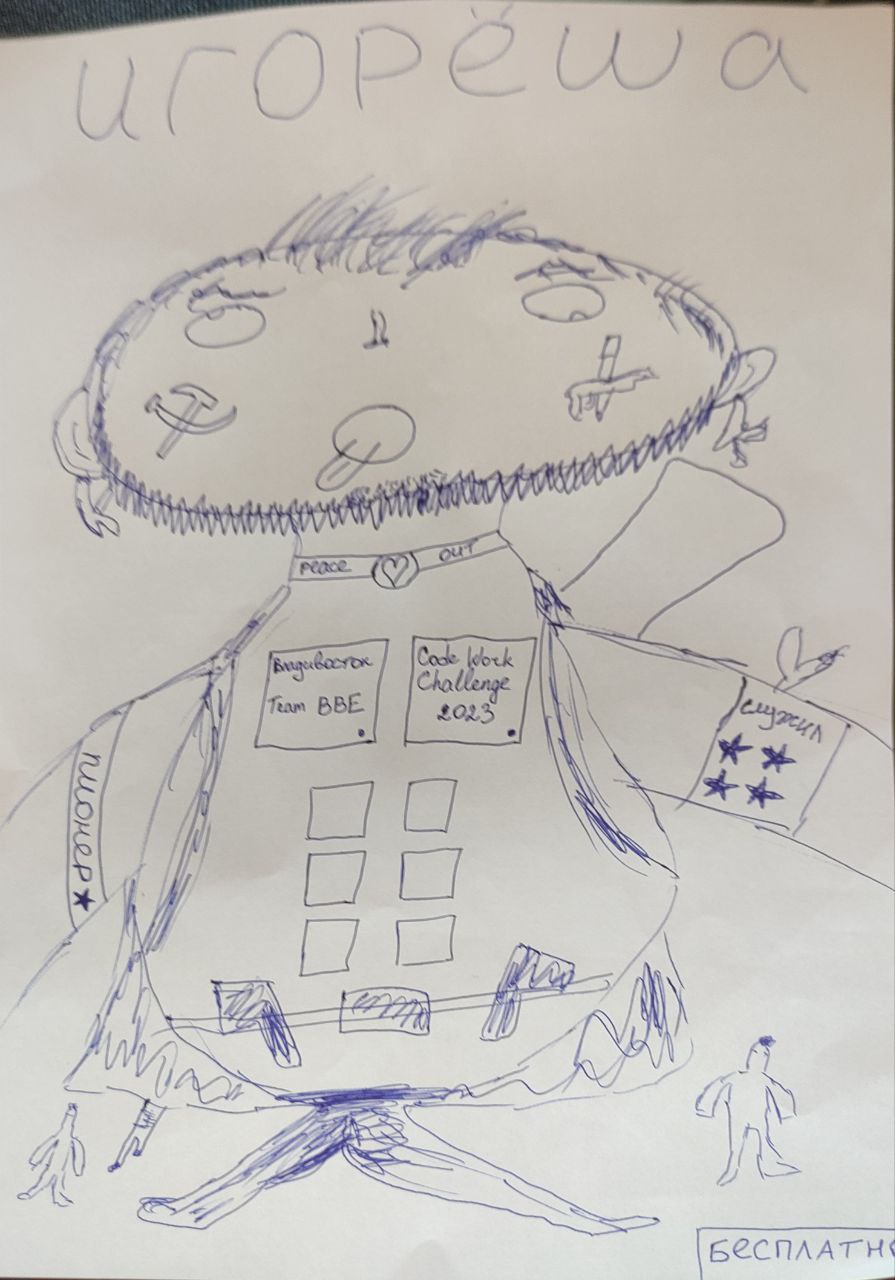 игорёша
Peace OUT
Владивосток
Team BBE
Code Work
Challenge
2023
служил
пионер
БЕСПЛАТНО